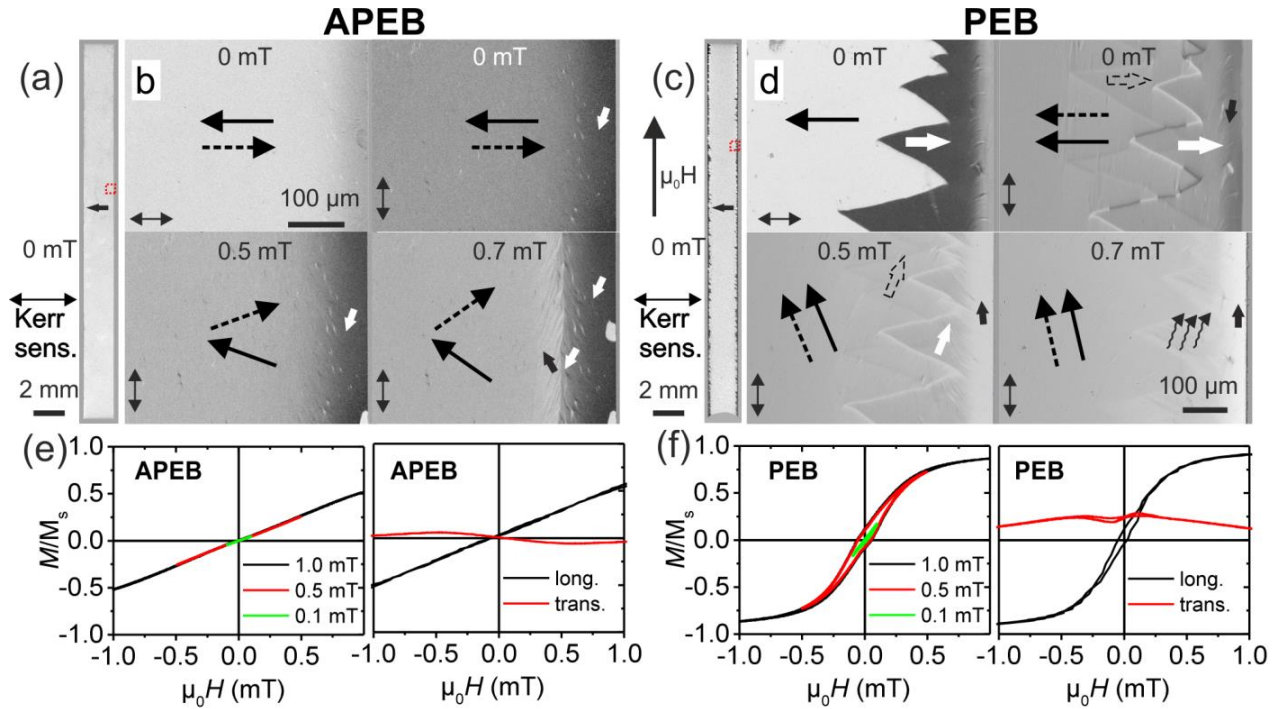 APEB
PEB
(a)
b
0 mT
0 mT
100 µm
0.5 mT
0.7 mT
0 mT
Kerr
sens.
2 mm
(c)
d
0 mT
0 mT
µ₀H
0.5 mT
0.7 mT
100 µm
0 mT
Kerr
sens.
2 mm
(e)
APEB
M/Mₛ
1.0
0.5
0.0
-0.5
-1.0
1.0 mT
0.5 mT
0.1 mT
-1.0 -0.5 0.0 0.5
µ₀H (mT)
APEB
long.
trans.
-1.0 -0.5 0.0 0.5 1.0
µ₀H (mT)
(f)
PEB
M/Mₛ
1.0
0.5
0.0
-0.5
-1.0
1.0 mT
0.5 mT
0.1 mT
-1.0 -0.5 0.0 0.5
µ₀H (mT)
PEB
long.
trans.
-1.0 -0.5 0.0 0.5 1.0
µ₀H (mT)